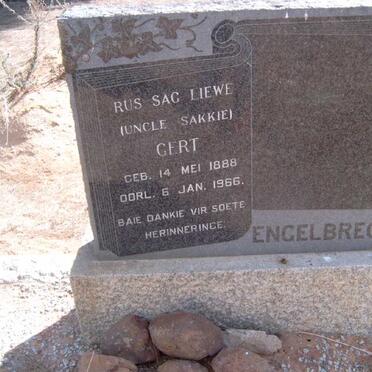 RUS SAG LIEWE
(UNCLE SAKKIE)
GERT
GEB. 14 MEI 1888
OORL. 6 JAN. 1966.
BAIE DANKIE VIR SOETE
HERINNERINGE.
ENGELBREC